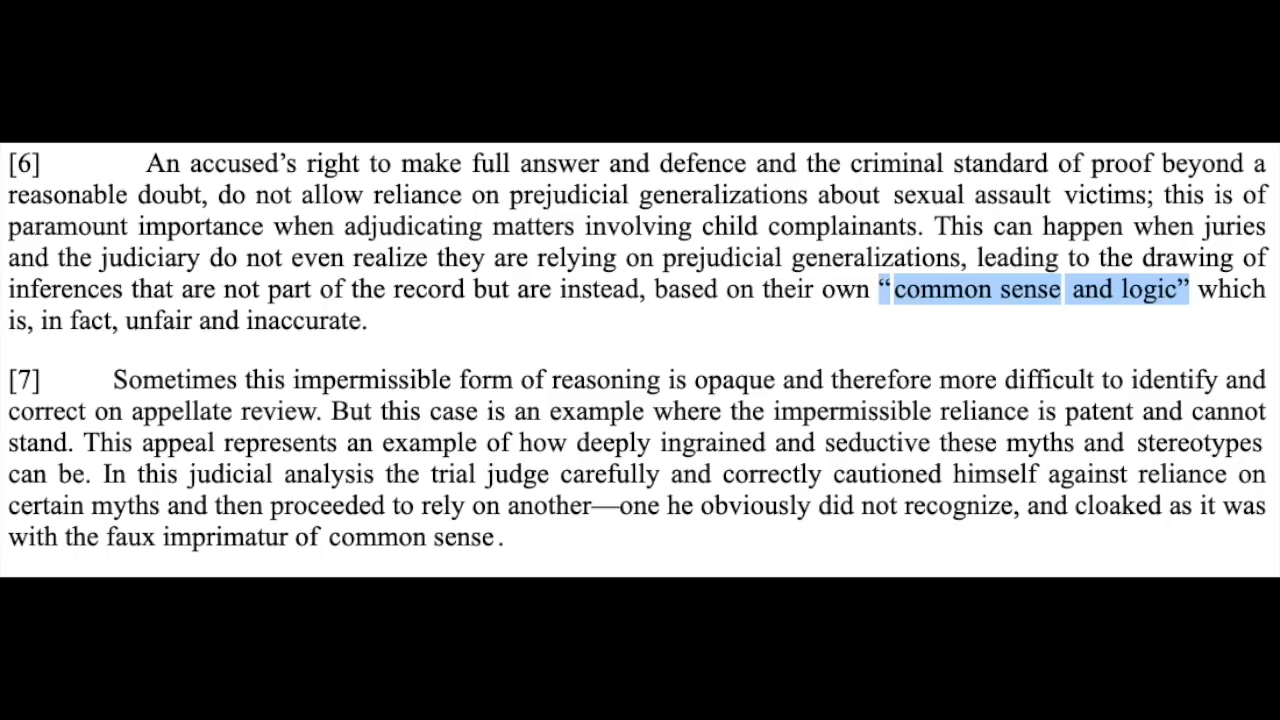 [6] An accused’s right to make full answer and defence and the criminal standard of proof beyond a
reasonable doubt, do not allow reliance on prejudicial generalizations about sexual assault victims; this is of
paramount importance when adjudicating matters involving child complainants. This can happen when juries
and the judiciary do not even realize they are relying on prejudicial generalizations, leading to the drawing of
inferences that are not part of the record but are instead, based on their own “common sense and logic” which
is, in fact, unfair and inaccurate.
[7] Sometimes this impermissible form of reasoning is opaque and therefore more difficult to identify and
correct on appellate review. But this case is an example where the impermissible reliance is patent and cannot
stand. This appeal represents an example of how deeply ingrained and seductive these myths and stereotypes
can be. In this judicial analysis the trial judge carefully and correctly cautioned himself against reliance on
certain myths and then proceeded to rely on another—one he obviously did not recognize, and cloaked as it was
with the faux imprimatur of common sense.